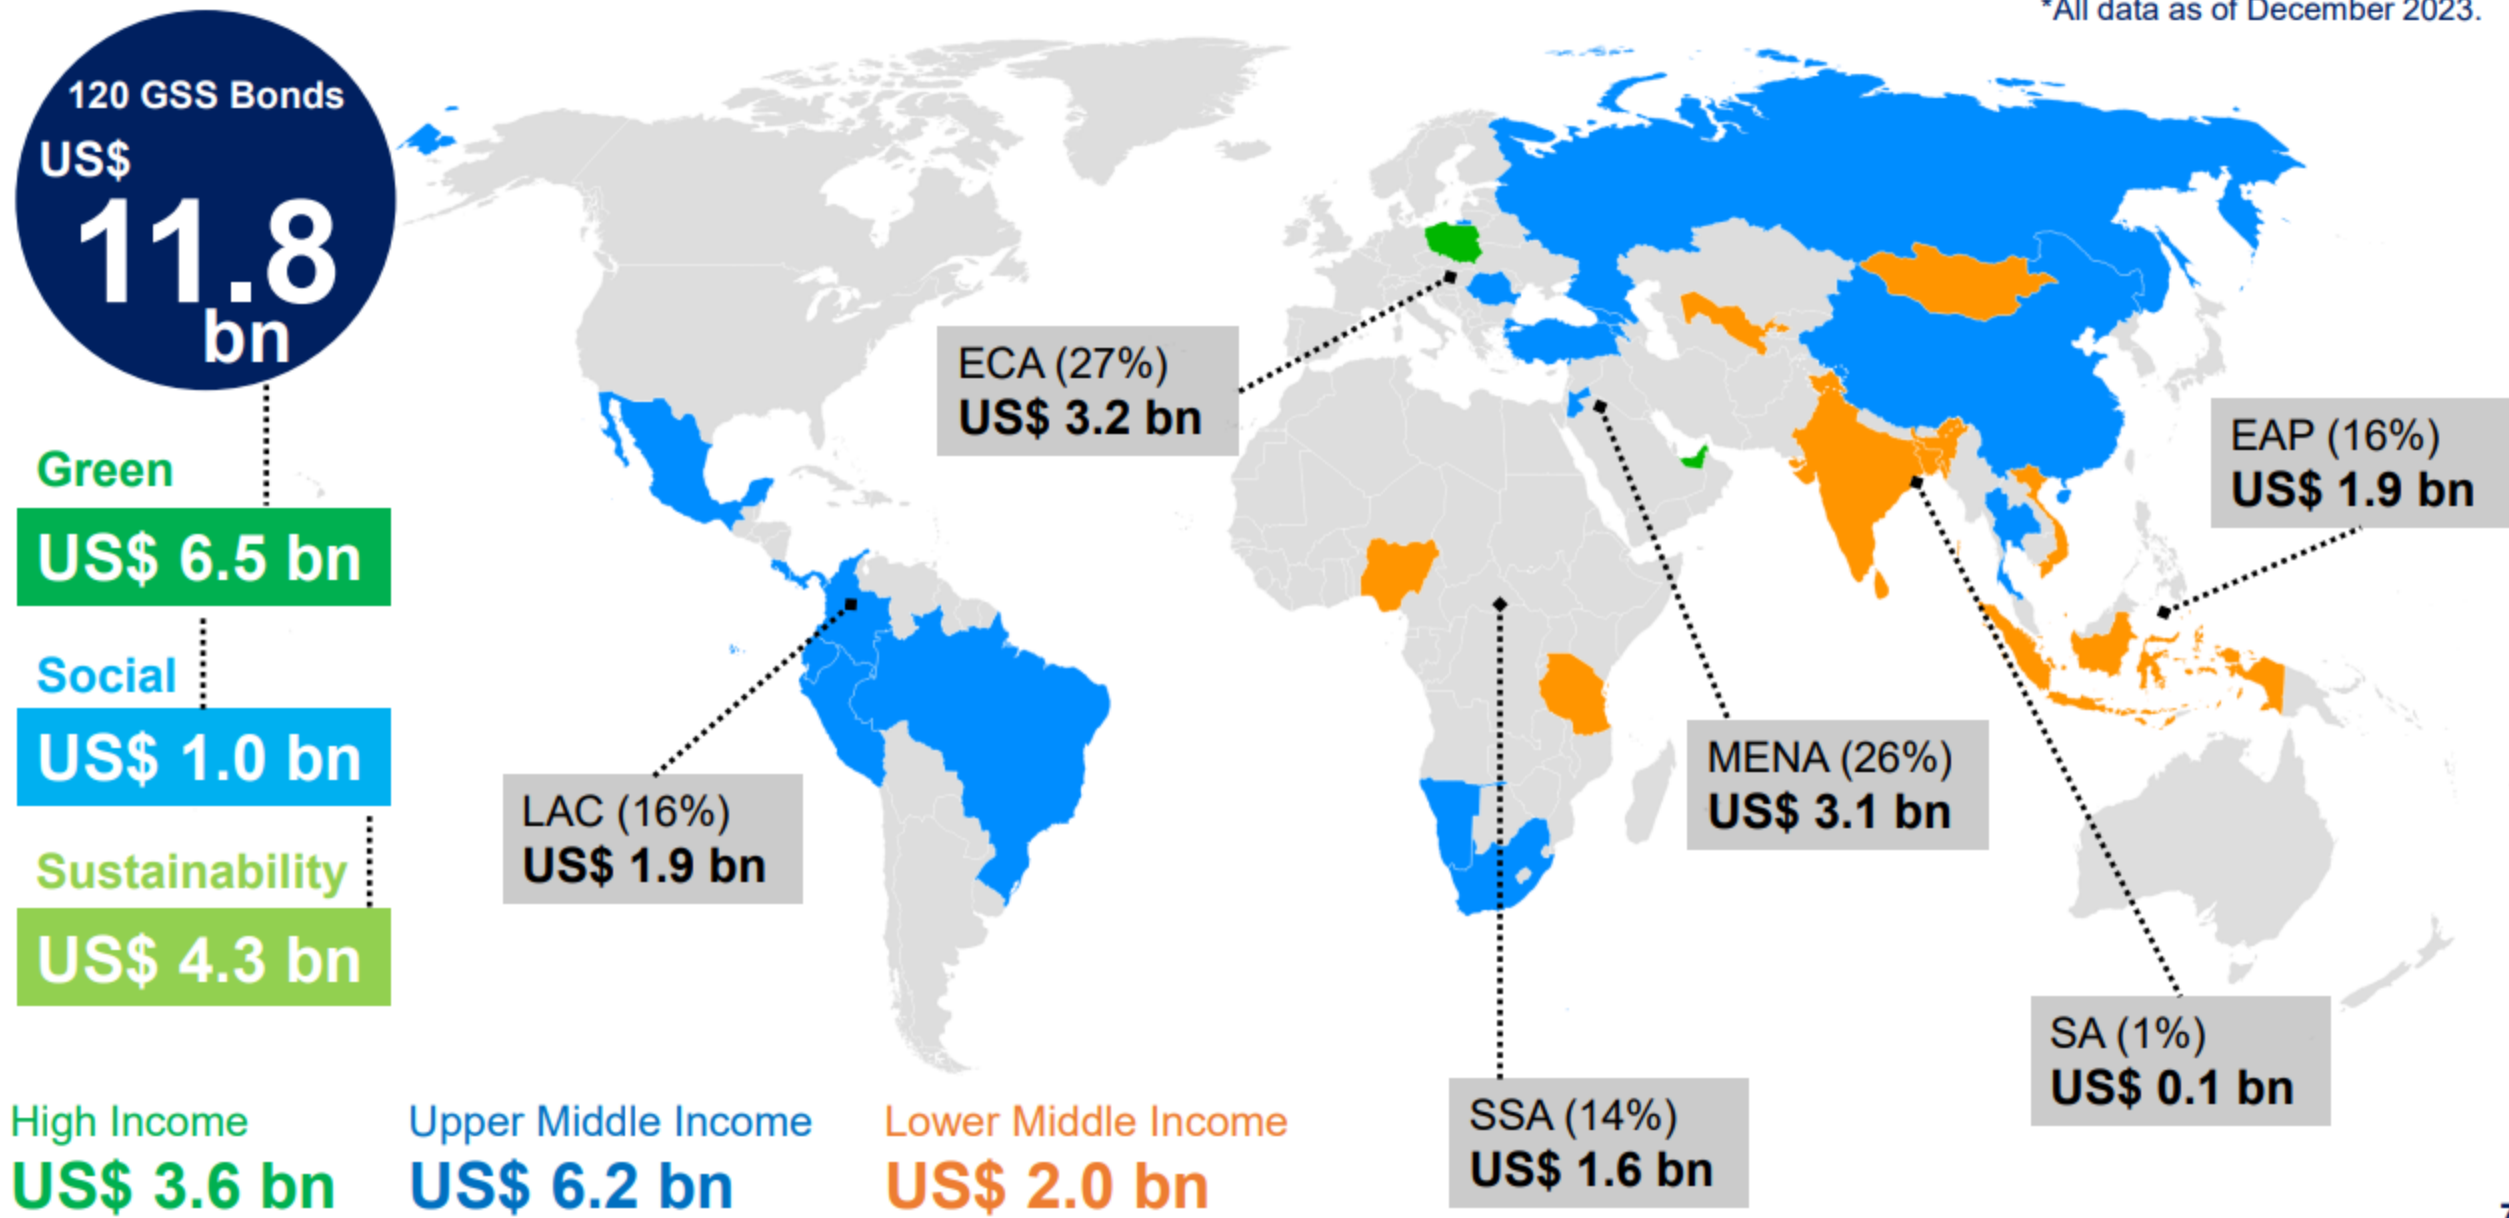 *All data as of December 2023.
120 GSS Bonds
US$
11.8
bn
Green
US$ 6.5 bn
Social
US$ 1.0 bn
Sustainability
US$ 4.3 bn
ECA (27%)
US$ 3.2 bn
EAP (16%)
US$ 1.9 bn
LAC (16%)
US$ 1.9 bn
MENA (26%)
US$ 3.1 bn
SA (1%)
US$ 0.1 bn
SSA (14%)
US$ 1.6 bn
High Income
US$ 3.6 bn
Upper Middle Income
US$ 6.2 bn
Lower Middle Income
US$ 2.0 bn